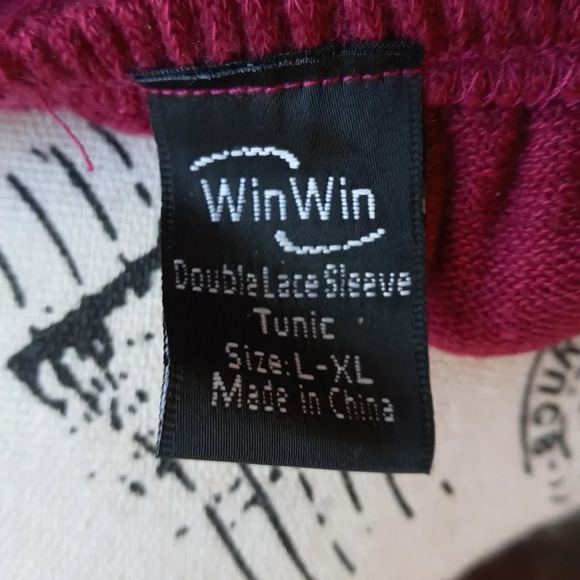 WinWin
Double Lace Sleeve
Tunic
Size: L-XL
Made in China